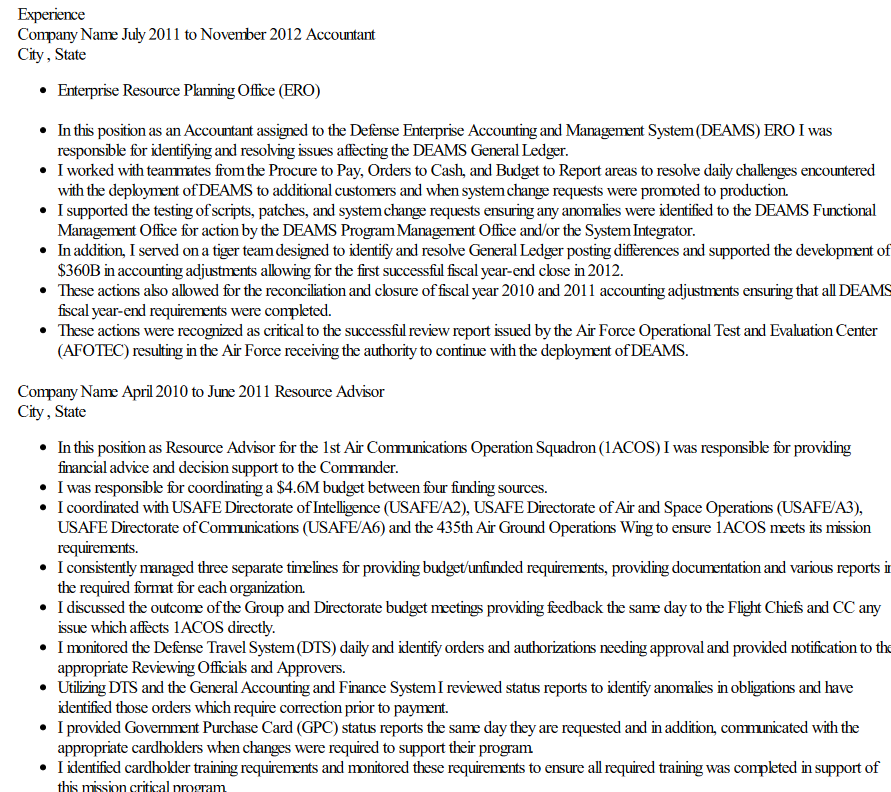 Experience
Company Name July 2011 to November 2012 Accountant
City , State
• Enterprise Resource Planning Office (ERO)
• In this position as an Accountant assigned to the Defense Enterprise Accounting and Management System (DEAMS) ERO I was
responsible for identifying and resolving issues affecting the DEAMS General Ledger.
• I worked with teammates from the Procure to Pay, Orders to Cash, and Budget to Report areas to resolve daily challenges encountered
with the deployment of DEAMS to additional customers and when system change requests were promoted to production.
• I supported the testing of scripts, patches, and system change requests ensuring any anomalies were identified to the DEAMS Functional
Management Office for action by the DEAMS Program Management Office and/or the System Integrator.
• In addition, I served on a tiger team designed to identify and resolve General Ledger posting differences and supported the development of
$360B in accounting adjustments allowing for the first successful fiscal year-end close in 2012.
• These actions also allowed for the reconciliation and closure of fiscal year 2010 and 2011 accounting adjustments ensuring that all DEAMS
fiscal year-end requirements were completed.
• These actions were recognized as critical to the successful review report issued by the Air Force Operational Test and Evaluation Center
(AFOTEC) resulting in the Air Force receiving the authority to continue with the deployment of DEAMS.
Company Name April 2010 to June 2011 Resource Advisor
City , State
• In this position as Resource Advisor for the 1st Air Communications Operation Squadron (1ACOS) I was responsible for providing
financial advice and decision support to the Commander.
• I was responsible for coordinating a $4.6M budget between four funding sources.
• I coordinated with USAFE Directorate of Intelligence (USAFE/A2), USAFE Directorate of Air and Space Operations (USAFE/A3),
USAFE Directorate of Communications (USAFE/A6) and the 435th Air Ground Operations Wing to ensure 1ACOS meets its mission
requirements.
• I consistently managed three separate timelines for providing budget/unfunded requirements, providing documentation and various reports in
the required format for each organization.
• I discussed the outcome of the Group and Directorate budget meetings providing feedback the same day to the Flight Chiefs and CC any
issue which affects 1ACOS directly.
• I monitored the Defense Travel System (DTS) daily and identify orders and authorizations needing approval and provided notification to the
appropriate Reviewing Officials and Approvers.
• Utilizing DTS and the General Accounting and Finance System I reviewed status reports to identify anomalies in obligations and have
identified those orders which require correction prior to payment.
• I provided Government Purchase Card (GPC) status reports the same day they are requested and in addition, communicated with the
appropriate cardholders when changes were required to support their program.
• I identified cardholder training requirements and monitored these requirements to ensure all required training was completed in support of
this mission critical program.